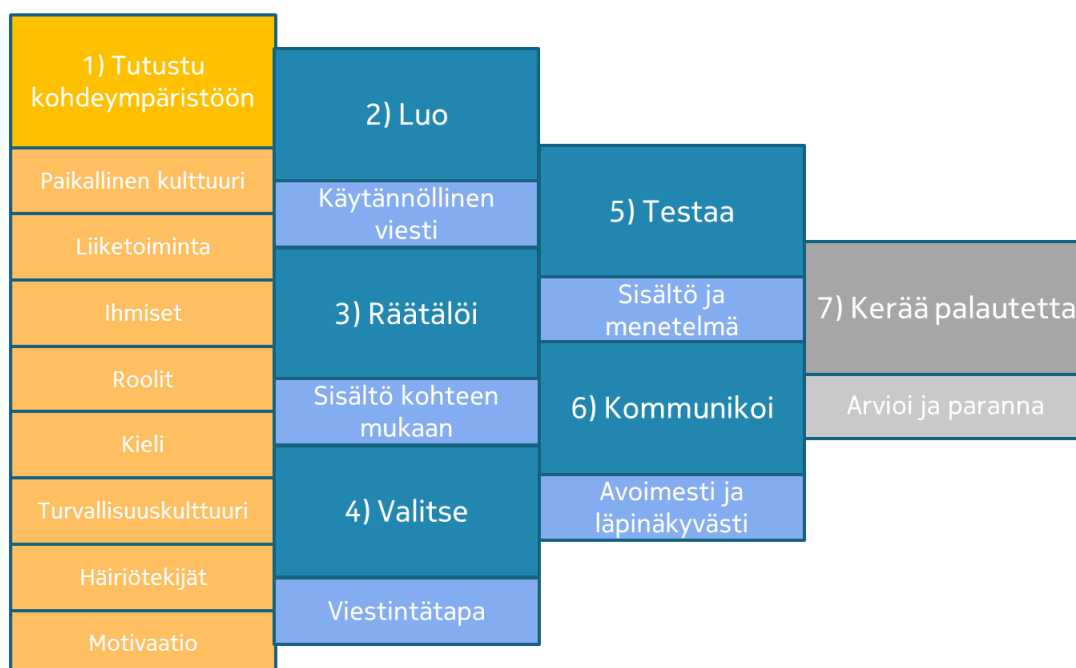 1) Tutustu
kohdeympäristöön
Paikallinen kulttuuri
Liiketoiminta
Ihmiset
Roolit
Kieli
Turvallisuuskulttuuri
Häiriötekijät
Motivaatio
2) Luo
Käytännöllinen
viesti
3) Räätälöi
Sisältö kohteen
mukaan
4) Valitse
Viestintätapa
5) Testaa
Sisältö ja
menetelmä
6) Kommunikoi
Avoimesti ja
läpinäkyvästi
7) Kerää palautetta
Arvioi ja paranna